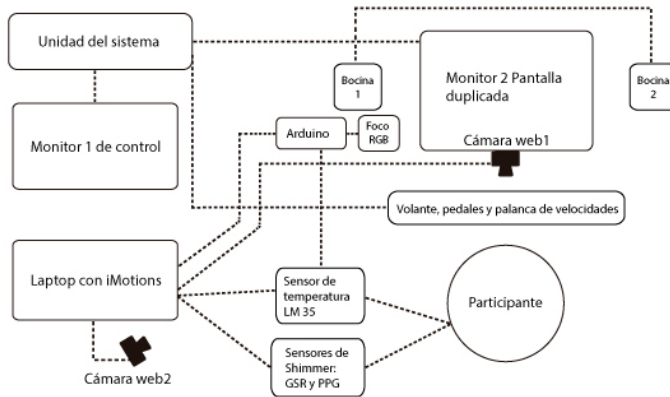 Unidad del sistema
Monitor 1 de control
Bocina
1
Arduino
Foco
RGB
Monitor 2 Pantalla
duplicada
Cámara web1
Bocina
2
Volante, pedales y palanca de velocidades
Laptop con iMotions
Sensor de
temperatura
LM 35
Participante
Sensores de
Shimmer:
GSR y PPG
Cámara web2